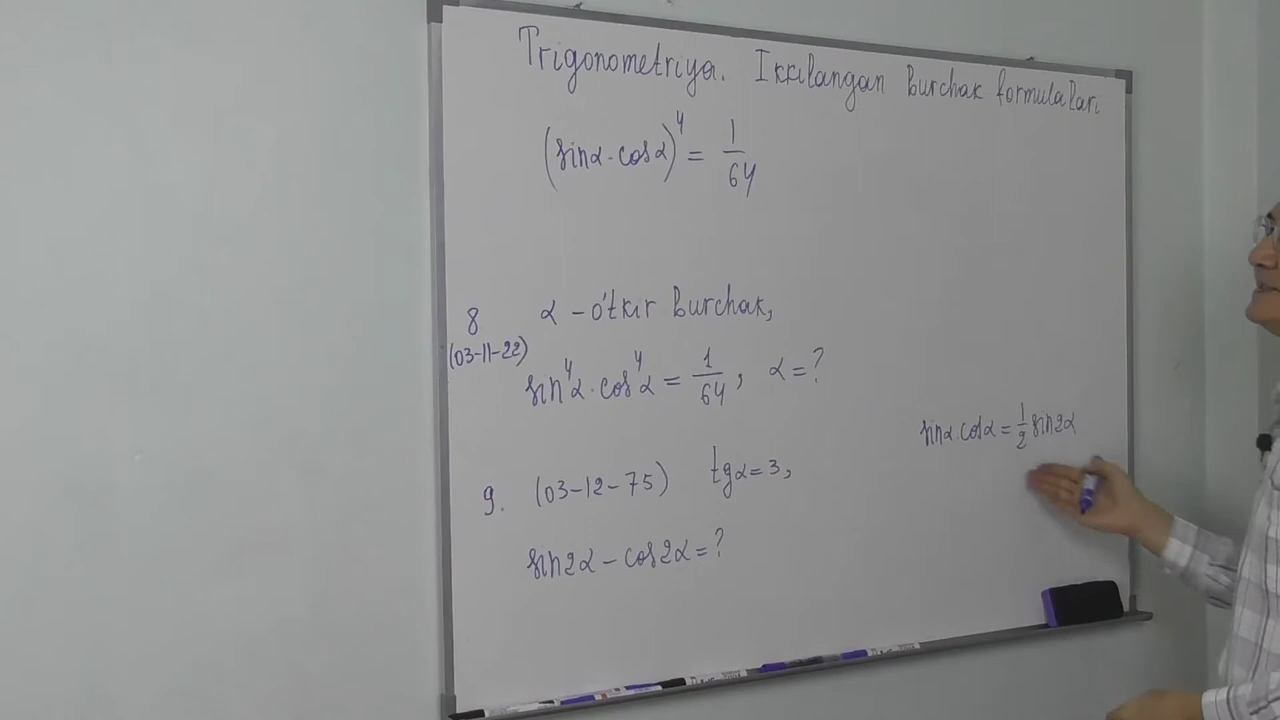 Trigonometriya. Ikkilangan burchak formulalari
(sinα·cosα)⁴ = 1/64
8 α – o'tkir burchak,
(03-11-22)
sin⁴α·cos⁴α = 1/64, α = ?
sinα·cosα = 1/2 sin2α
9. (03-12-75) tgα = 3,
sin2α – cos2α = ?